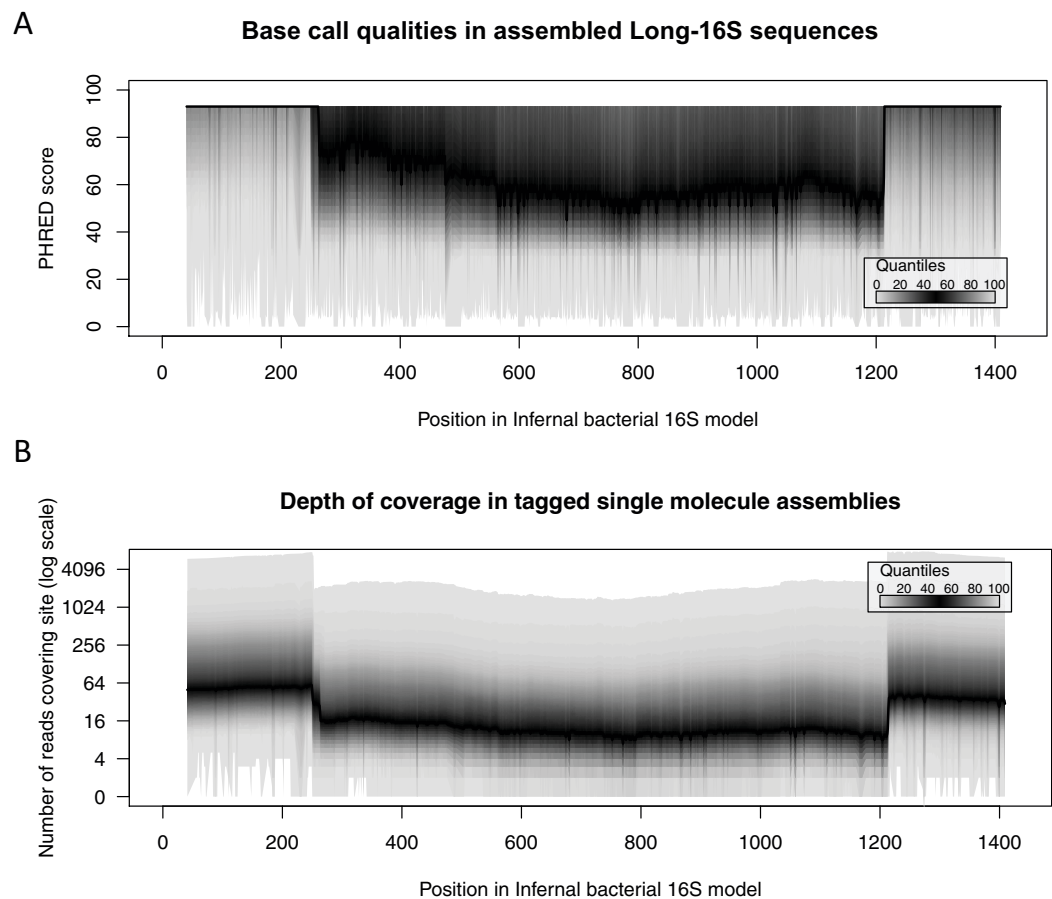 A
Base call qualities in assembled Long-16S sequences
PHRED score
100
80
60
40
20
0
Quantiles
0 20 40 60 80 100
0 200 400 600 800 1000 1200 1400
Position in Infernal bacterial 16S model
B
Depth of coverage in tagged single molecule assemblies
Number of reads covering site (log scale)
4096
1024
256
64
16
4
0
Quantiles
0 20 40 60 80 100
0 200 400 600 800 1000 1200 1400
Position in Infernal bacterial 16S model